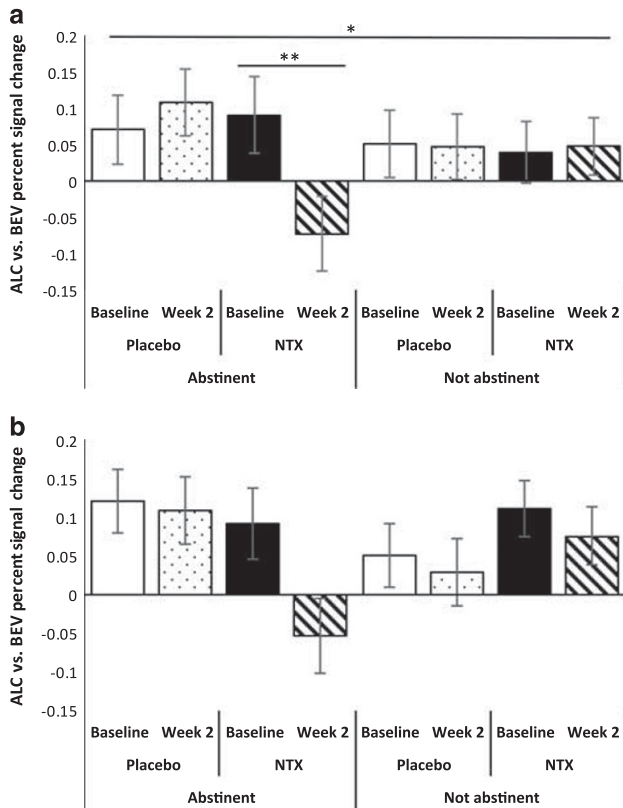 a
*
**
0.2
0.15
0.1
0.05
0
-0.05
-0.1
-0.15
ALC vs. BEV percent signal change
Baseline Week 2 Baseline Week 2 Baseline Week 2 Baseline Week 2
Placebo NTX Placebo NTX
Abstinent Not abstinent
b
0.2
0.15
0.1
0.05
0
-0.05
-0.1
-0.15
ALC vs. BEV percent signal change
Baseline Week 2 Baseline Week 2 Baseline Week 2 Baseline Week 2
Placebo NTX Placebo NTX
Abstinent Not abstinent